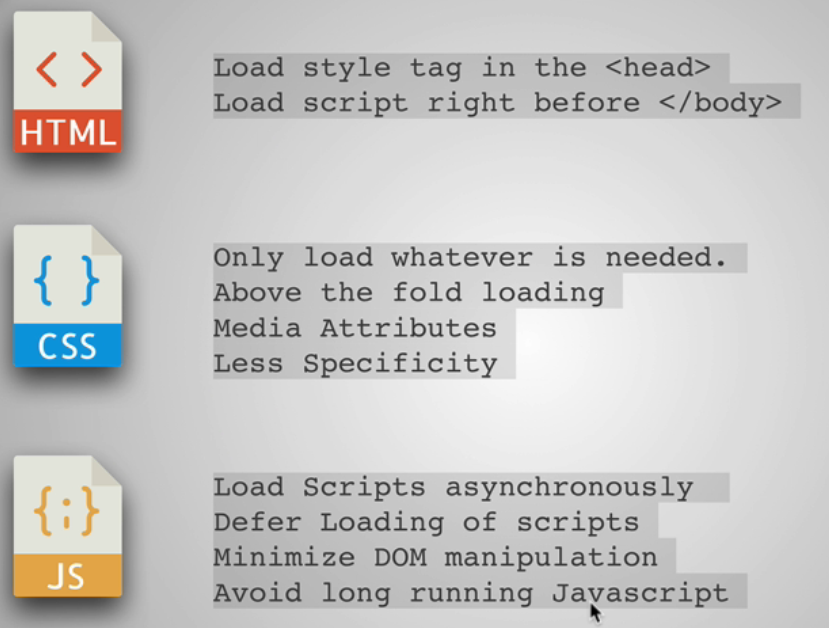 HTML
Load style tag in the <head>
Load script right before </body>
CSS
Only load whatever is needed.
Above the fold loading
Media Attributes
Less Specificity
JS
Load Scripts asynchronously
Defer Loading of scripts
Minimize DOM manipulation
Avoid long running Javascript